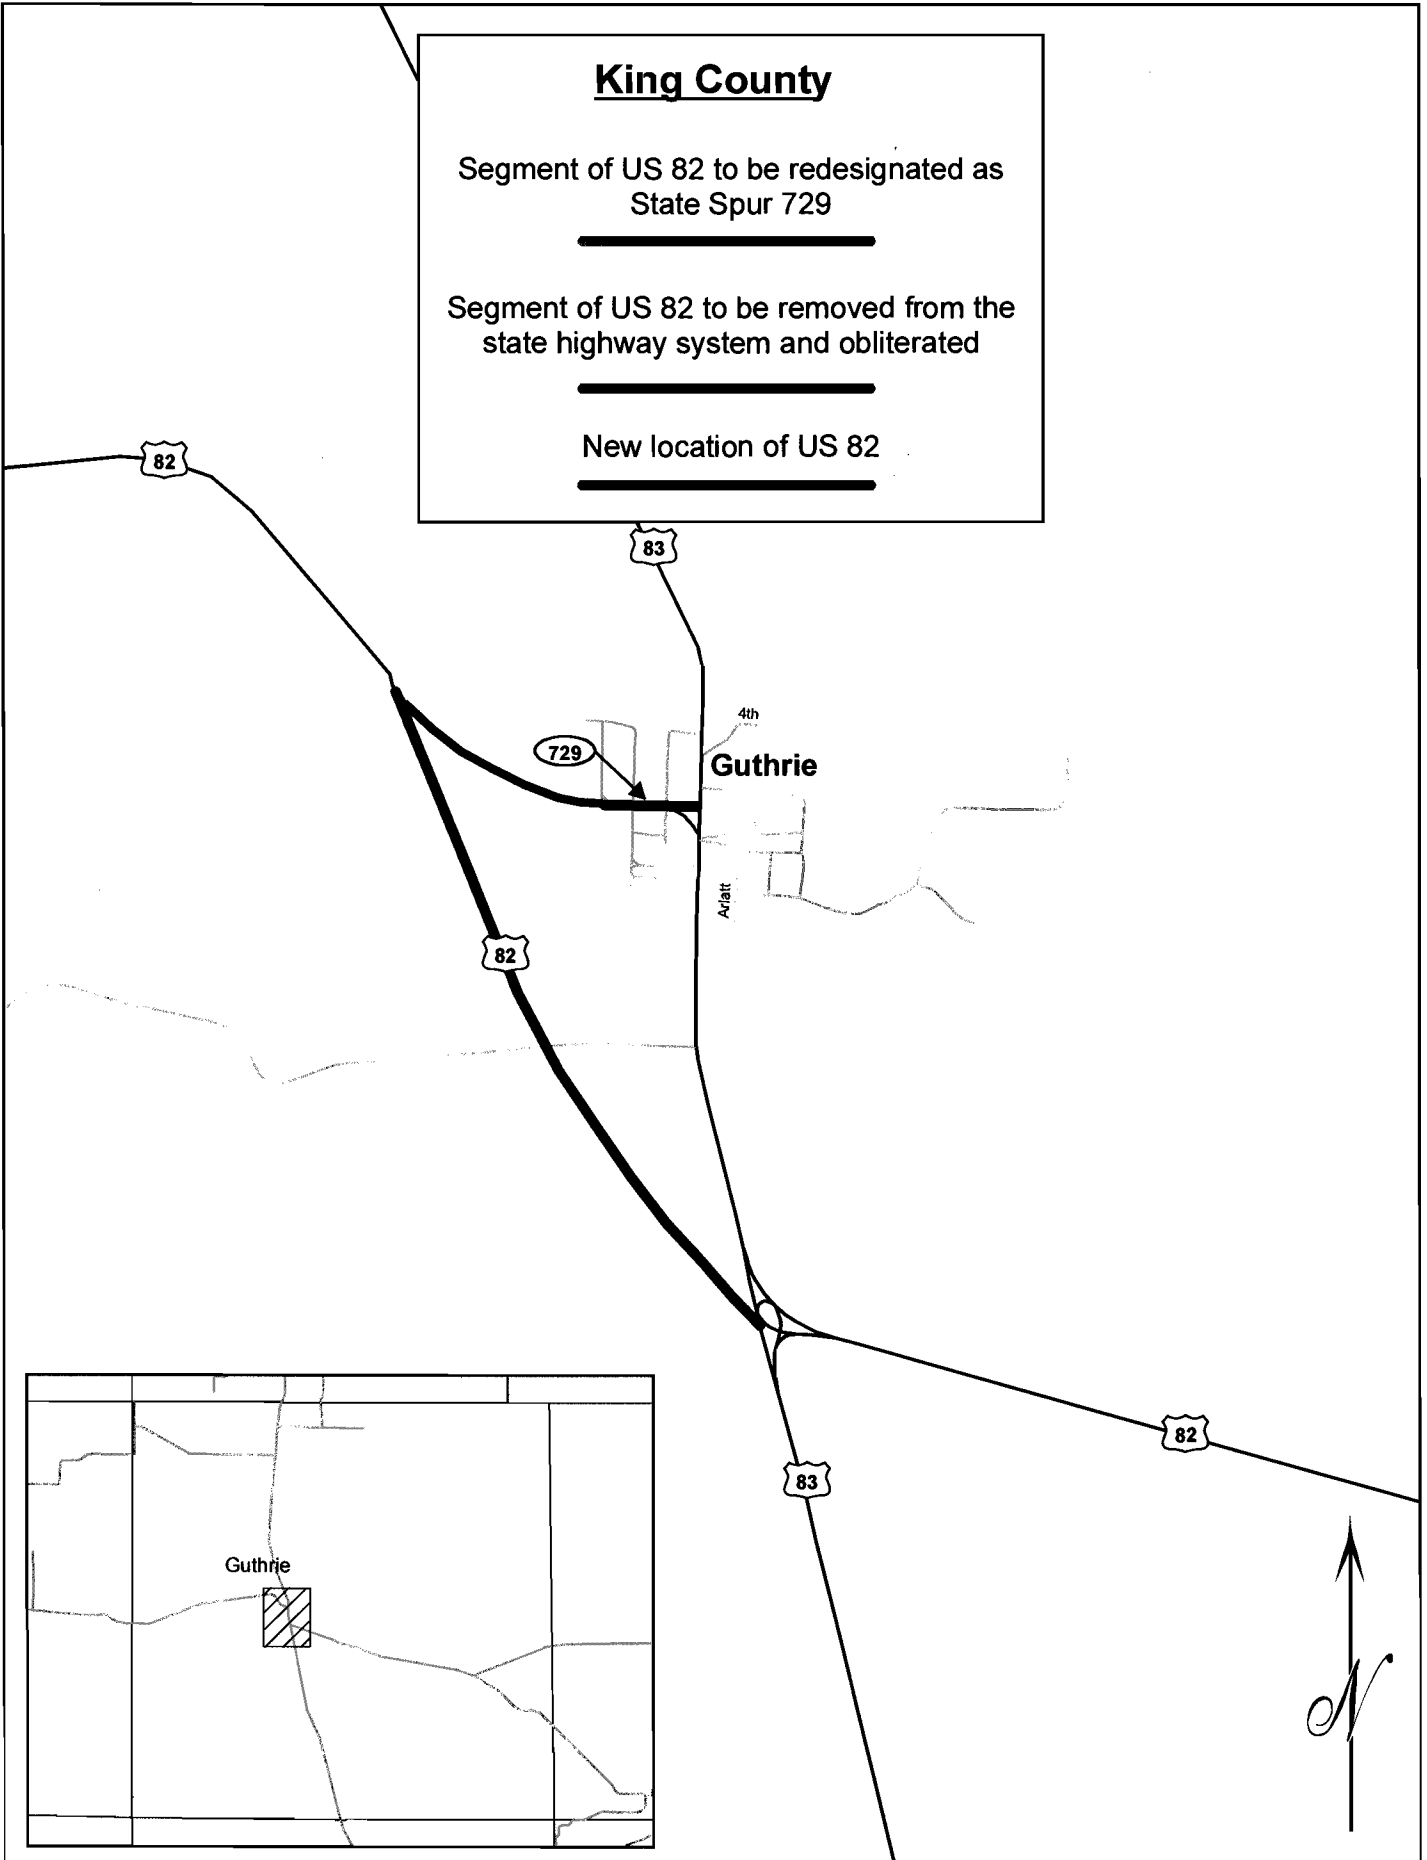 King County
Segment of US 82 to be redesignated as
State Spur 729
Segment of US 82 to be removed from the
state highway system and obliterated
New location of US 82
82
83
4th
729
Guthrie
Arlatt
82
82
83
Guthrie
N